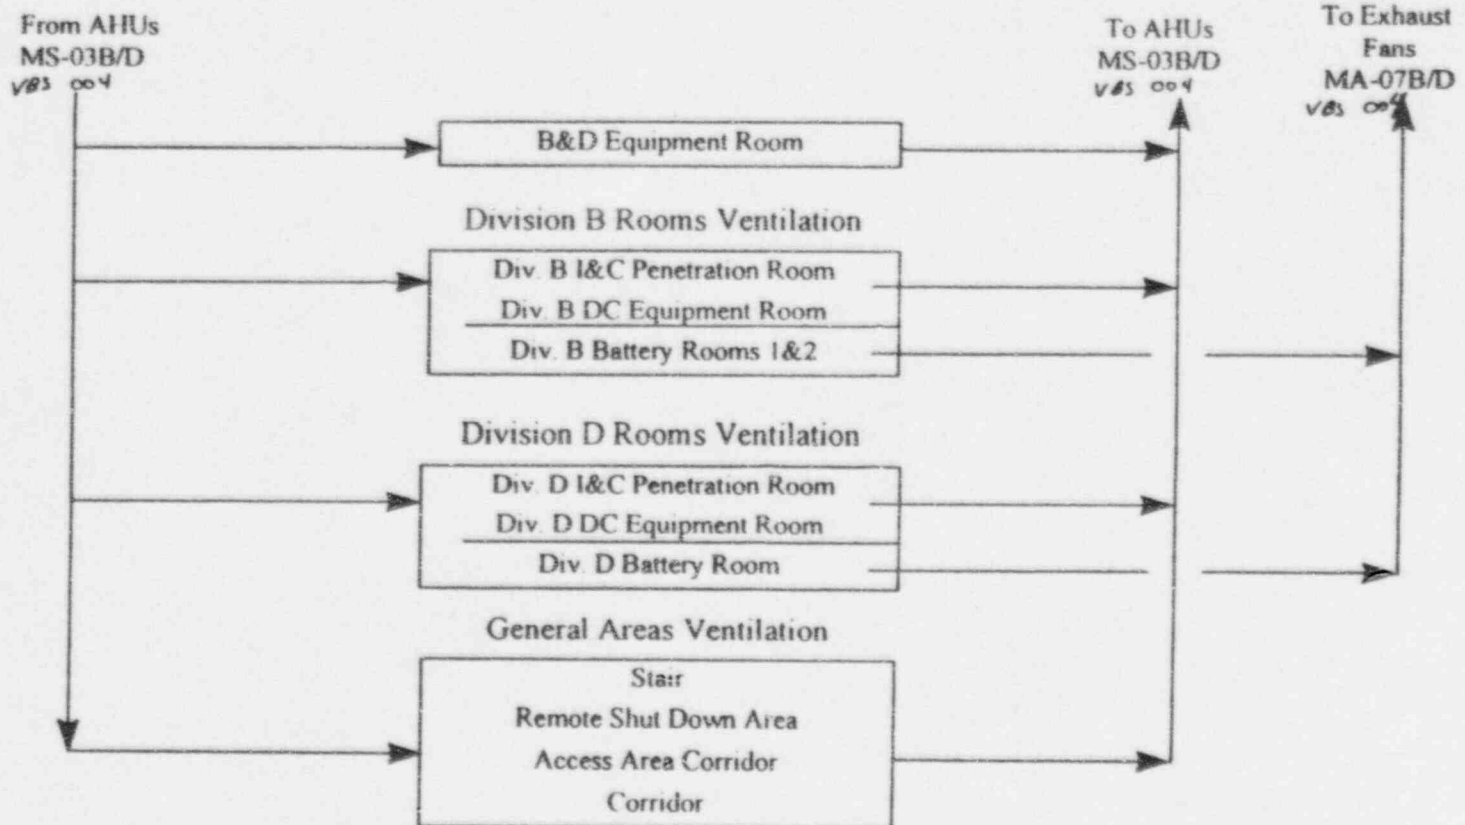 From AHUs
MS-03B/D
VBS 004
To AHUs
MS-03B/D
VBS 004
To Exhaust
Fans
MA-07B/D
VBS 004
B&D Equipment Room
Division B Rooms Ventilation
Div. B I&C Penetration Room
Div. B DC Equipment Room
Div. B Battery Rooms 1&2
Division D Rooms Ventilation
Div. D I&C Penetration Room
Div. D DC Equipment Room
Div. D Battery Room
General Areas Ventilation
Stair
Remote Shut Down Area
Access Area Corridor
Corridor